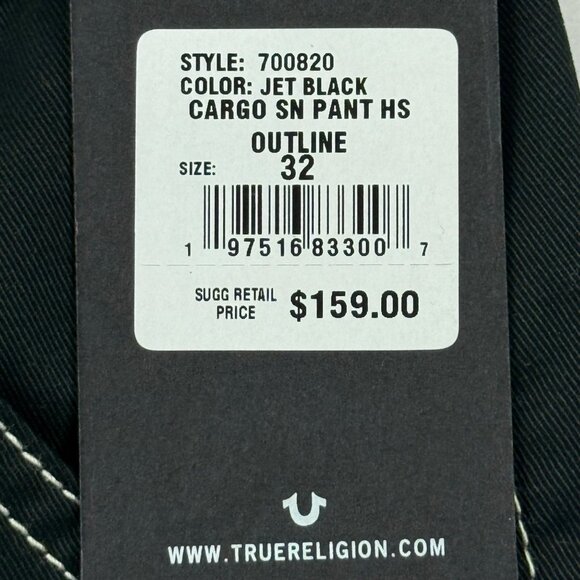 STYLE: 700820
COLOR: JET BLACK
CARGO SN PANT HS
OUTLINE
SIZE: 32
1 97516 83300 7
SUGG RETAIL PRICE $159.00
WWW.TRUERELIGION.COM